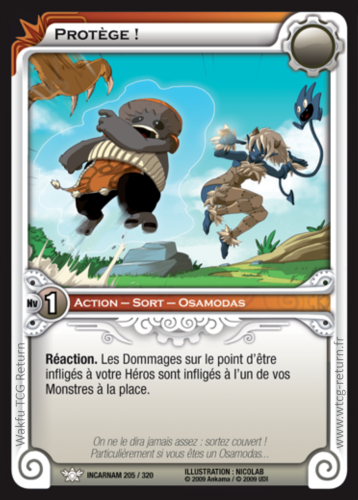 PROTÈGE !
Nv 1 ACTION – SORT – OSAMODAS
Réaction. Les Dommages sur le point d'être
infligés à votre Héros sont infligés à l'un de vos
Monstres à la place.
On ne le dira jamais assez : sortez couvert !
Particulièrement si vous êtes un Osamodas...
INCARNAM 205 / 320
ILLUSTRATION : NICOLAB
© 2009 Ankama / © 2009 UDI
Wakfu TCG Return
www.wtcg-return.fr